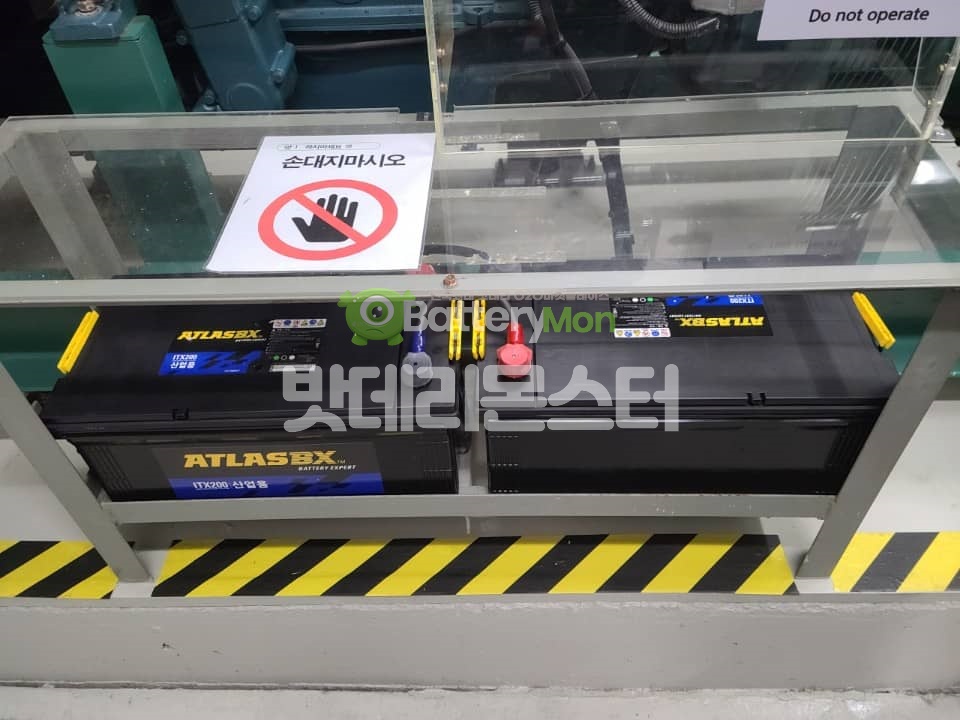 Do not operate
손대지마시오
BatteryMon
밧데리몬스터
ATLASBX
ITX200
산업용
ATLASBX
ITX200
ATLASBX™
BATTERY EXPERT
ITX200 산업용